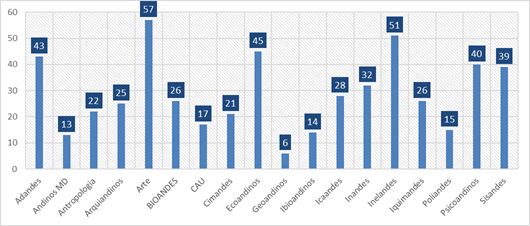 60
50
40
30
20
10
0
43
13
22
25
57
26
17
21
45
6
14
28
32
51
26
15
40
39
Adandes
Andinos MD
Antropologia
Arquiandinos
Arte
BIOANDES
CAU
Cimandes
Ecoandinos
Geoandinos
Ibioandinos
Icaandes
Inandes
Inelandes
Iquimandes
Poliandes
Psicoandinos
Sisandes